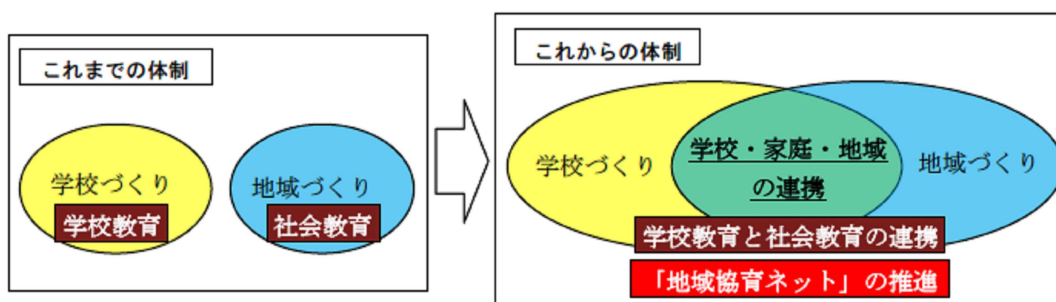 これまでの体制
学校づくり
学校教育
地域づくり
社会教育
これからの体制
学校づくり
学校・家庭・地域
の連携
地域づくり
学校教育と社会教育の連携
「地域協育ネット」の推進